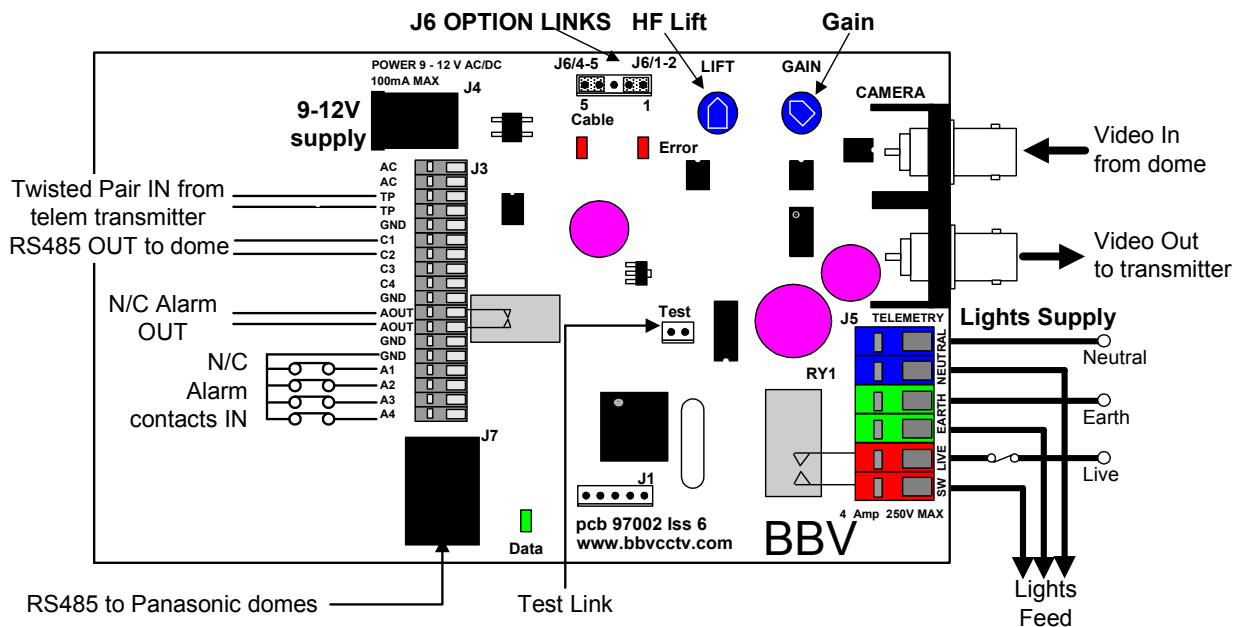 J6 OPTION LINKS HF Lift Gain
POWER 9 - 12 V AC/DC
100mA MAX
J4
9-12V
supply
J6/4-5 J6/1-2
5 1
Cable
Error
LIFT
GAIN
CAMERA
Video In
from dome
Video Out
to transmitter
J3
AC
AC
TP
TP
GND
C1
C2
C3
C4
GND
AOUT
AOUT
GND
GND
A1
A2
A3
A4
Twisted Pair IN from
telem transmitter
RS485 OUT to dome
N/C Alarm
OUT
N/C
Alarm
contacts IN
Test
J5 TELEMETRY
RY1
NEUTRAL
EARTH
LIVE
SW
4 Amp 250V MAX
Lights Supply
Neutral
Earth
Live
J7
J1
Data
pcb 97002 Iss 6
www.bbvcctv.com
BBV
RS485 to Panasonic domes
Test Link
Lights
Feed